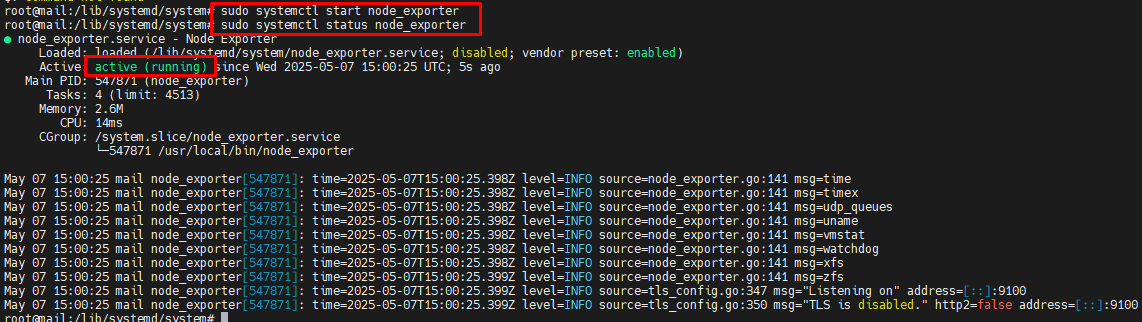 root@mail:/lib/systemd/system# sudo systemctl start node_exporter
root@mail:/lib/systemd/system# sudo systemctl status node_exporter
● node_exporter.service - Node Exporter
Loaded: loaded (/lib/systemd/system/node_exporter.service; disabled; vendor preset: enabled)
Active: active (running) since Wed 2025-05-07 15:00:25 UTC; 5s ago
Main PID: 547871 (node_exporter)
Tasks: 4 (limit: 4513)
Memory: 2.6M
CPU: 14ms
CGroup: /system.slice/node_exporter.service
└─547871 /usr/local/bin/node_exporter
May 07 15:00:25 mail node_exporter[547871]: time=2025-05-07T15:00:25.398Z level=INFO source=node_exporter.go:141 msg=time
May 07 15:00:25 mail node_exporter[547871]: time=2025-05-07T15:00:25.398Z level=INFO source=node_exporter.go:141 msg=timex
May 07 15:00:25 mail node_exporter[547871]: time=2025-05-07T15:00:25.398Z level=INFO source=node_exporter.go:141 msg=udp_queues
May 07 15:00:25 mail node_exporter[547871]: time=2025-05-07T15:00:25.398Z level=INFO source=node_exporter.go:141 msg=uname
May 07 15:00:25 mail node_exporter[547871]: time=2025-05-07T15:00:25.398Z level=INFO source=node_exporter.go:141 msg=vmstat
May 07 15:00:25 mail node_exporter[547871]: time=2025-05-07T15:00:25.398Z level=INFO source=node_exporter.go:141 msg=watchdog
May 07 15:00:25 mail node_exporter[547871]: time=2025-05-07T15:00:25.398Z level=INFO source=node_exporter.go:141 msg=xfs
May 07 15:00:25 mail node_exporter[547871]: time=2025-05-07T15:00:25.399Z level=INFO source=node_exporter.go:141 msg=zfs
May 07 15:00:25 mail node_exporter[547871]: time=2025-05-07T15:00:25.399Z level=INFO source=tls_config.go:347 msg="Listening on" address=[::]:9100
May 07 15:00:25 mail node_exporter[547871]: time=2025-05-07T15:00:25.399Z level=INFO source=tls_config.go:350 msg="TLS is disabled." http2=false address=[::]:9100
root@mail:/lib/systemd/system#